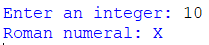 Enter an integer: 10
Roman numeral: X